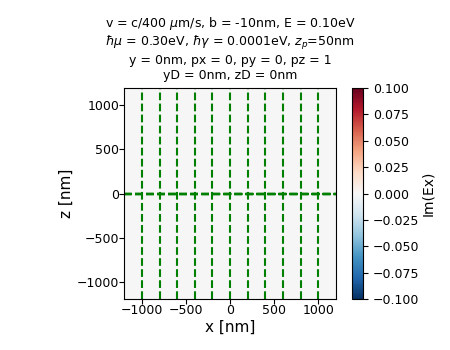 v = c/400 μm/s, b = -10nm, E = 0.10eV
ℏμ = 0.30eV, ℏγ = 0.0001eV, zₚ=50nm
y = 0nm, px = 0, py = 0, pz = 1
yD = 0nm, zD = 0nm
1000
500
0
−500
−1000
z [nm]
−1000 −500 0 500 1000
x [nm]
0.100
0.075
0.050
0.025
0.000
−0.025
−0.050
−0.075
−0.100
Im(Ex)